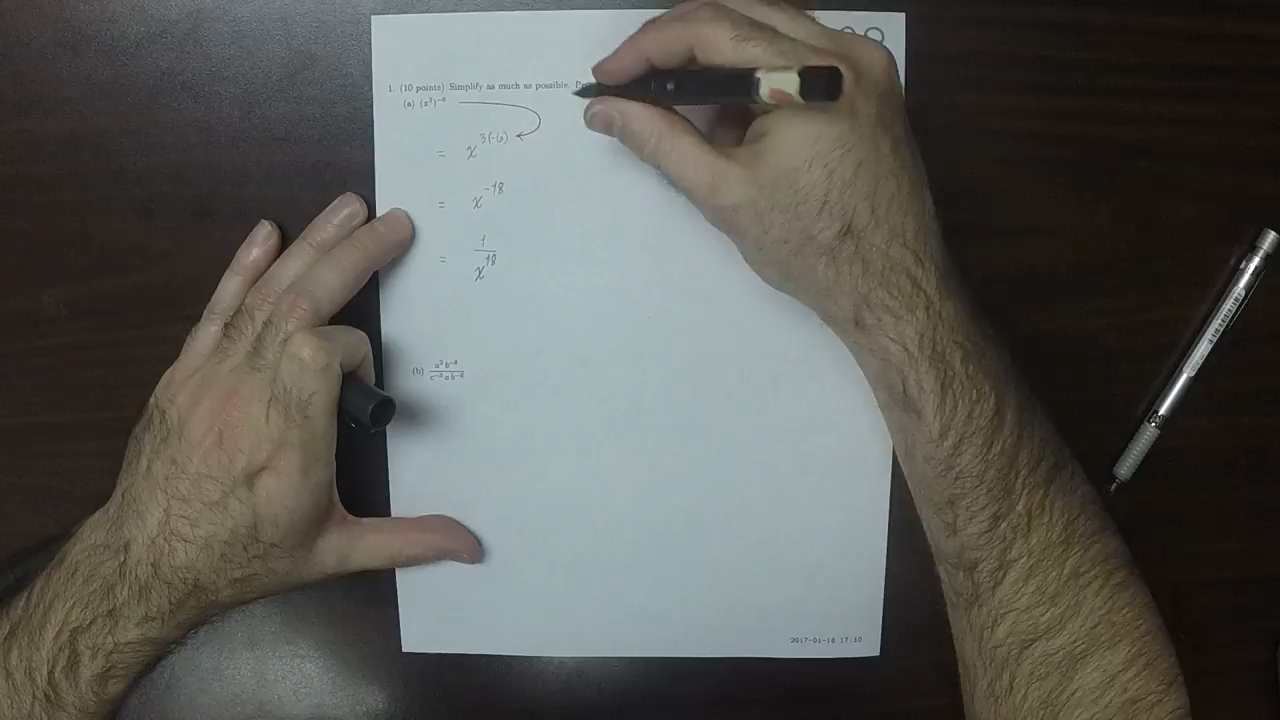 1. (10 points) Simplify as much as possible.
(a) (x³)⁻⁶
= x³⁽⁻⁶⁾
= x⁻¹⁸
= 1/x¹⁸
(b)
2017-01-16 17:10